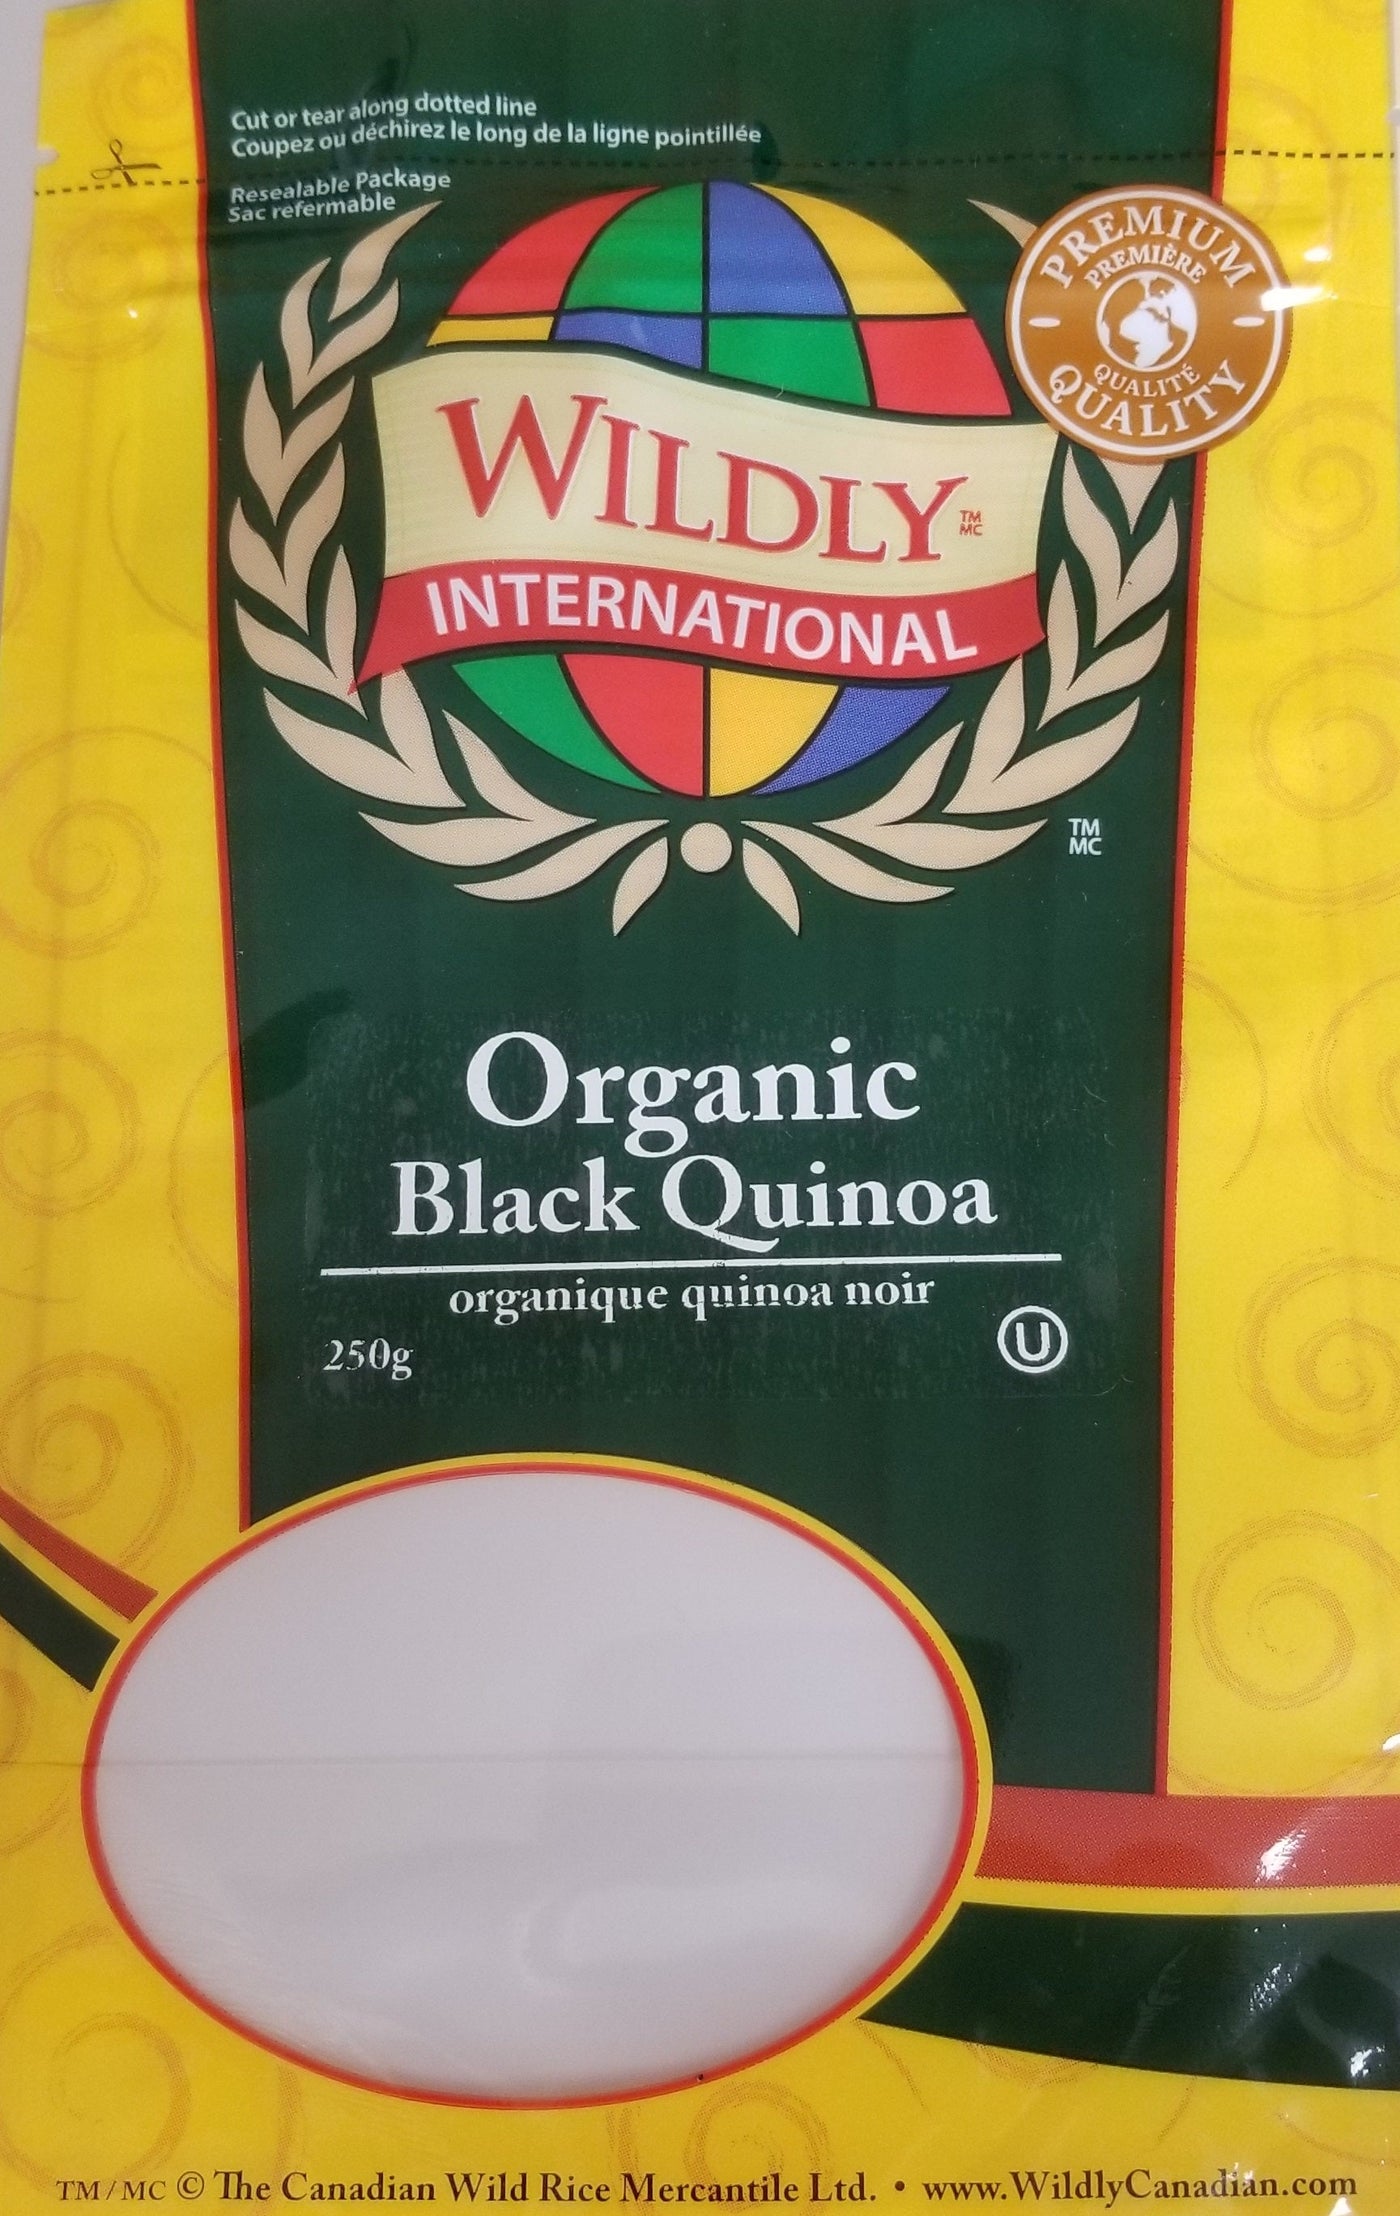 Cut or tear along dotted line
Coupez ou déchirez le long de la ligne pointillée
Resealable Package
Sac refermable
PREMIUM
PREMIÈRE
QUALITÉ
QUALITY
WILDLY TM MC
INTERNATIONAL
TM
MC
Organic
Black Quinoa
organique quinoa noir
250g
U
TM/MC © The Canadian Wild Rice Mercantile Ltd. • www.WildlyCanadian.com